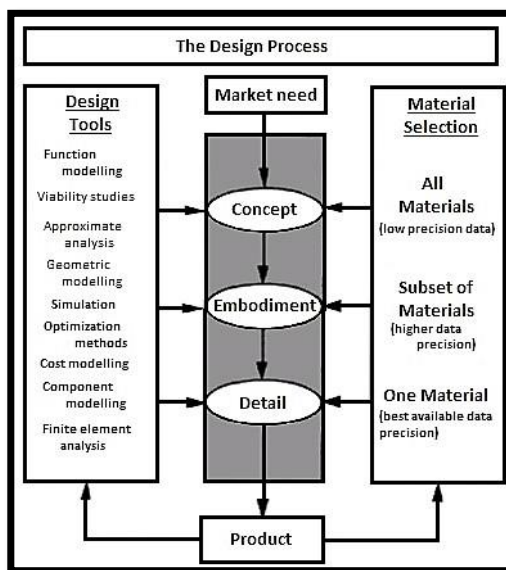 The Design Process
Design
Tools
Function
modelling
Viability studies
Approximate
analysis
Geometric
modelling
Simulation
Optimization
methods
Cost modelling
Component
modelling
Finite element
analysis
Market need
Concept
Embodiment
Detail
Product
Material
Selection
All
Materials
(low precision data)
Subset of
Materials
(higher data
precision)
One Material
(best available data
precision)